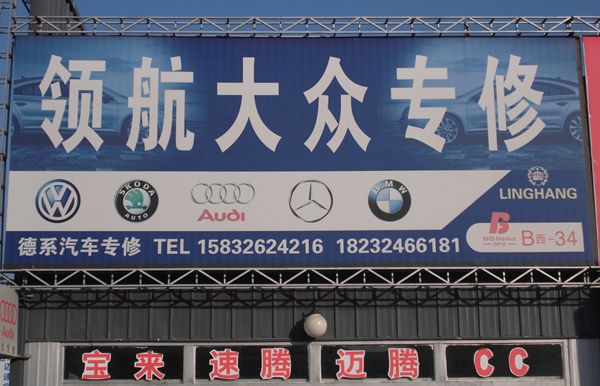 领航大众专修
LINGHANG
SKODA
AUTO
Audi
BMW
德系汽车专修 TEL 15832624216 18232466181
BHD Market
B西-34
Audi
宝来 速腾 迈腾 CC